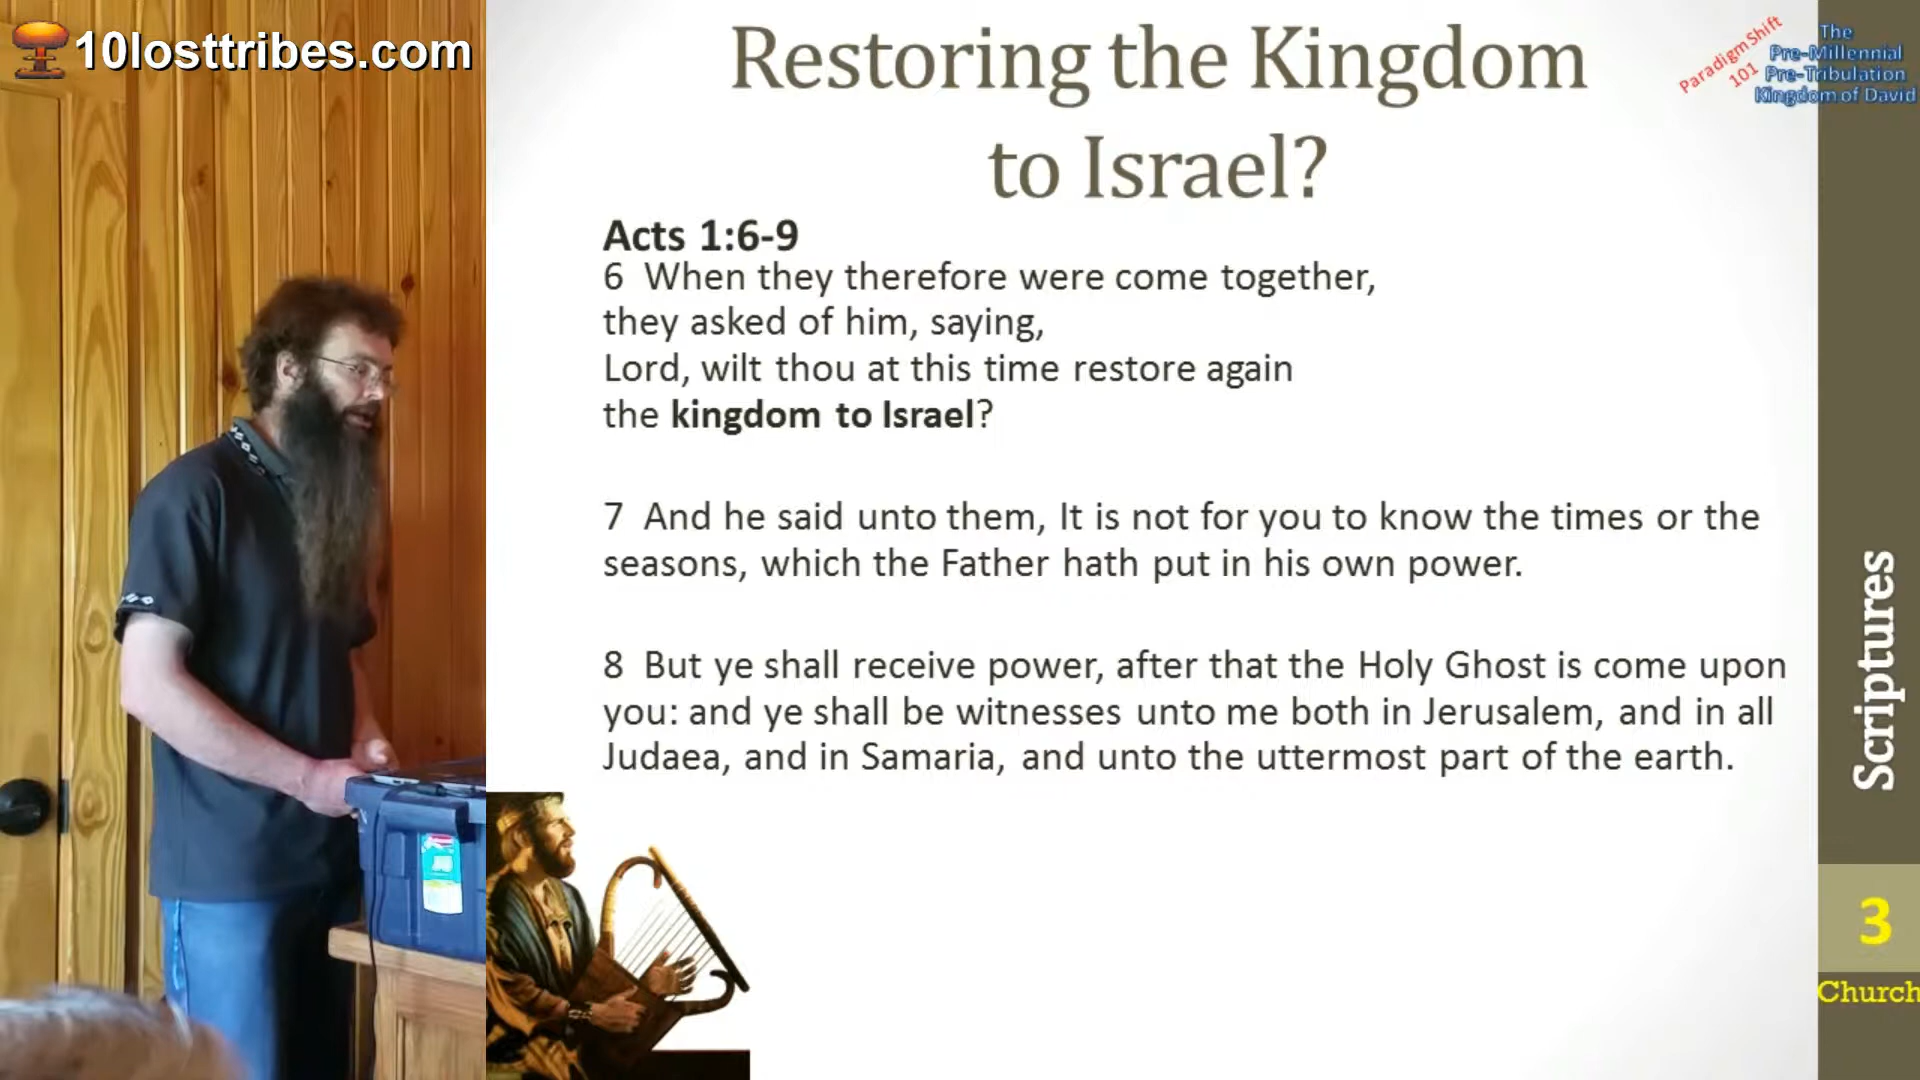 10losttribes.com
Restoring the Kingdom
to Israel?
Paradigm Shift
101
The
Pre-Millennial
Pre-Tribulation
Kingdom of David
Acts 1:6-9
6 When they therefore were come together,
they asked of him, saying,
Lord, wilt thou at this time restore again
the kingdom to Israel?
7 And he said unto them, It is not for you to know the times or the
seasons, which the Father hath put in his own power.
8 But ye shall receive power, after that the Holy Ghost is come upon
you: and ye shall be witnesses unto me both in Jerusalem, and in all
Judaea, and in Samaria, and unto the uttermost part of the earth.
Scriptures
3
Church